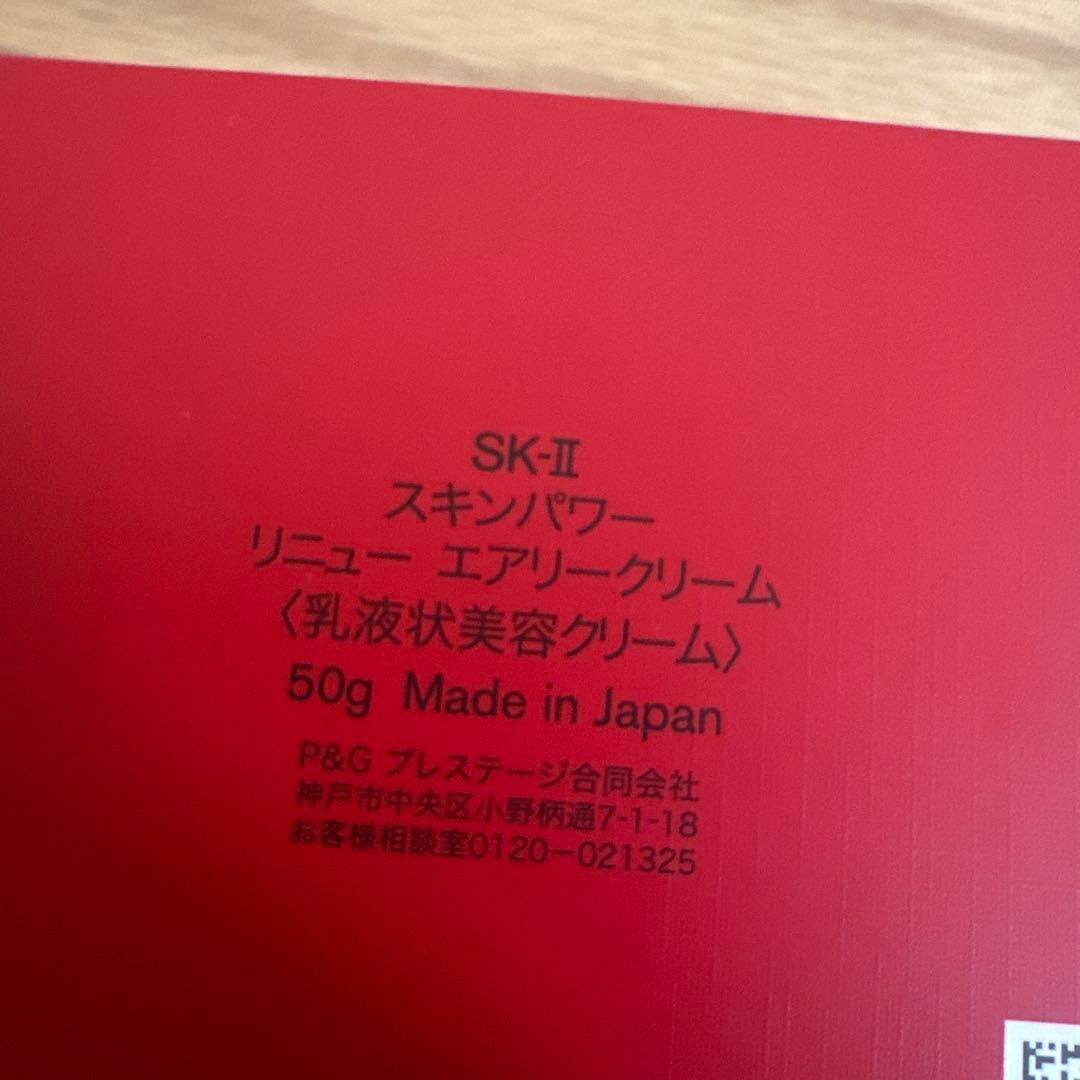 SK-Ⅱ
スキンパワー
リニュー エアリークリーム
〈乳液状美容クリーム〉
50g Made in Japan
P&G プレステージ合同会社
神戸市中央区小野柄通7-1-18
お客様相談室0120-021325